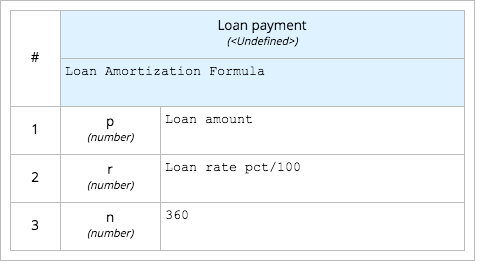 Loan payment
(<Undefined>)
#
Loan Amortization Formula
1
p
(number)
Loan amount
2
r
(number)
Loan rate pct/100
3
n
(number)
360